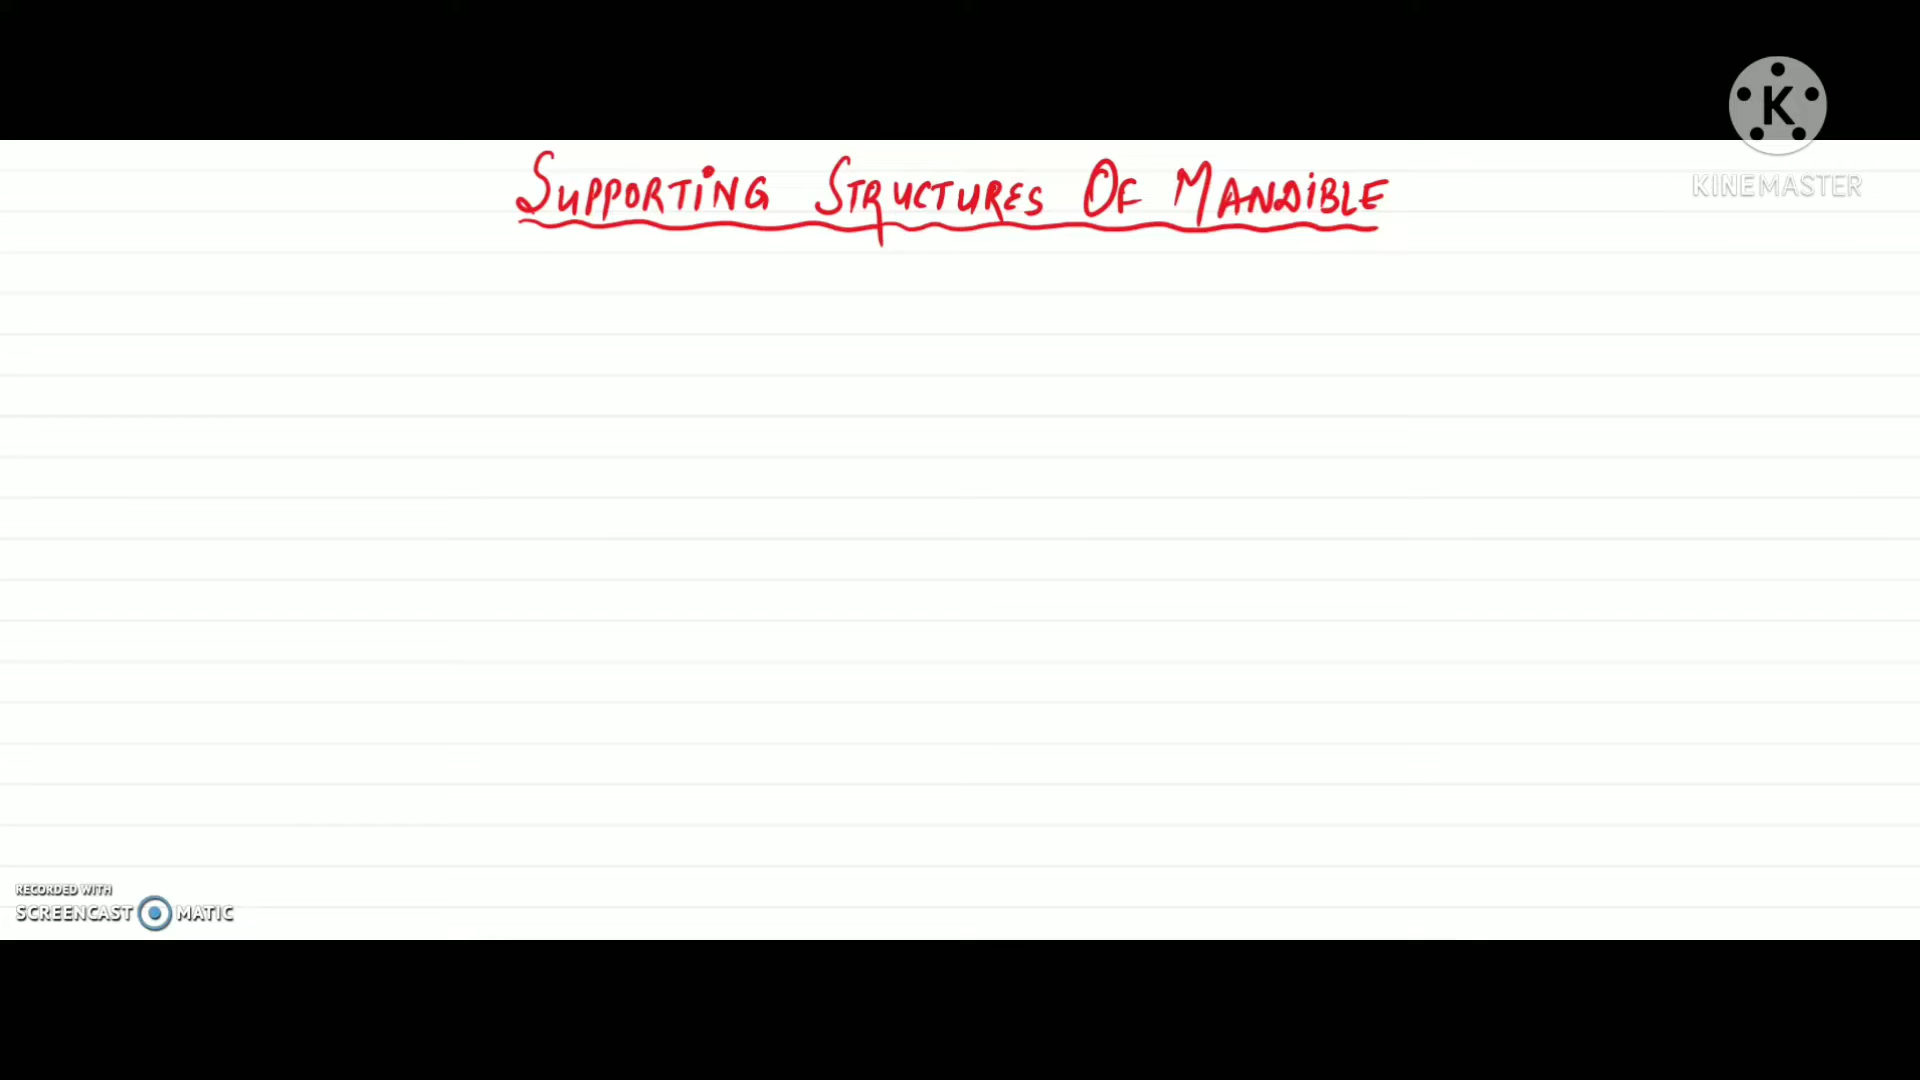 K
KINEMASTER
SUPPORTING STRUCTURES OF MANDIBLE
RECORDED WITH
SCREENCAST MATIC